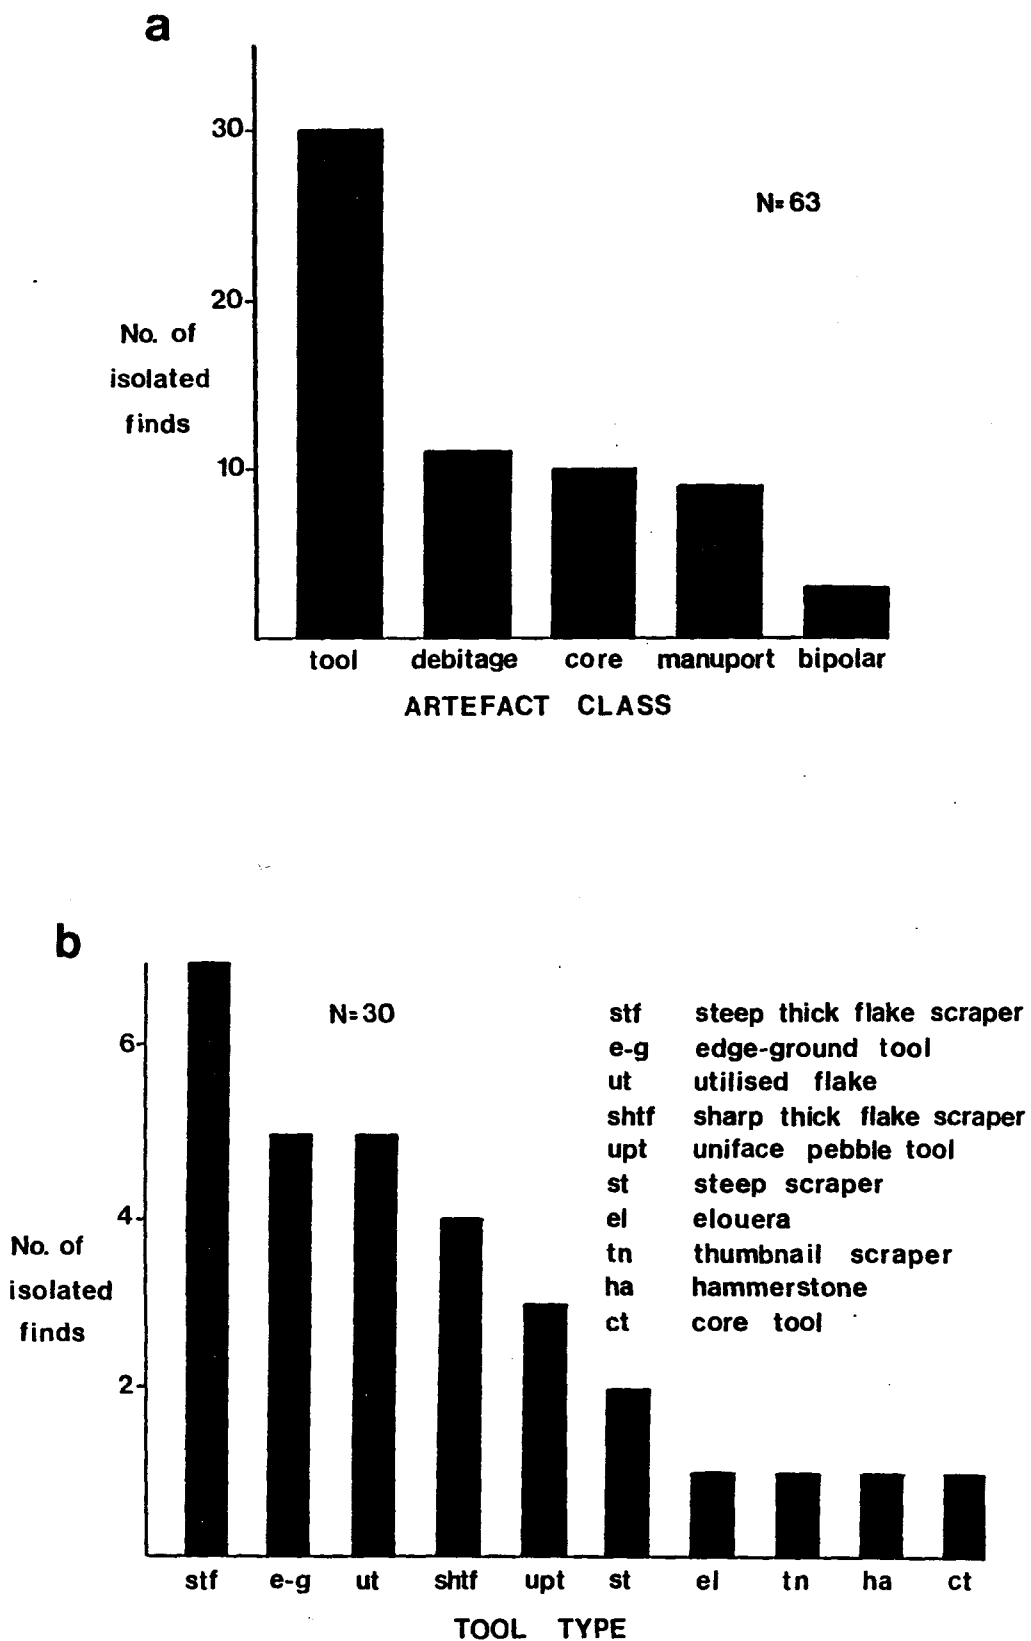 a
30
20
10
N=63
No. of
isolated
finds
tool debitage core manuport bipolar
ARTEFACT CLASS
b
6
4
2
N=30
No. of
isolated
finds
stf steep thick flake scraper
e-g edge-ground tool
ut utilised flake
shtf sharp thick flake scraper
upt uniface pebble tool
st steep scraper
el elouera
tn thumbnail scraper
ha hammerstone
ct core tool
stf e-g ut shtf upt st el tn ha ct
TOOL TYPE